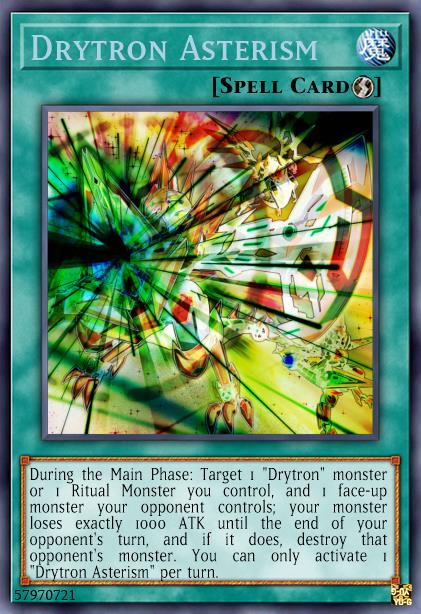 Drytron Asterism
魔
[Spell Card]
During the Main Phase: Target 1 "Drytron" monster
or 1 Ritual Monster you control, and 1 face-up
monster your opponent controls; your monster
loses exactly 1000 ATK until the end of your
opponent's turn, and if it does, destroy that
opponent's monster. You can only activate 1
"Drytron Asterism" per turn.
57970721